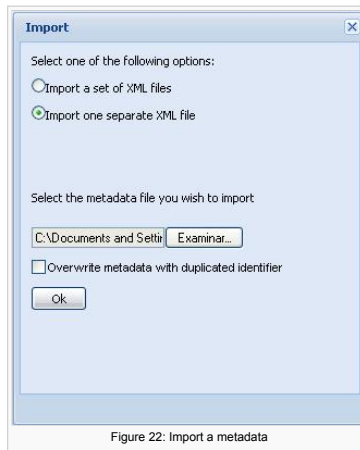 Import
Select one of the following options:
Import a set of XML files
Import one separate XML file
Select the metadata file you wish to import
C:\Documents and Settin Examinar...
Overwrite metadata with duplicated identifier
Ok
Figure 22: Import a metadata